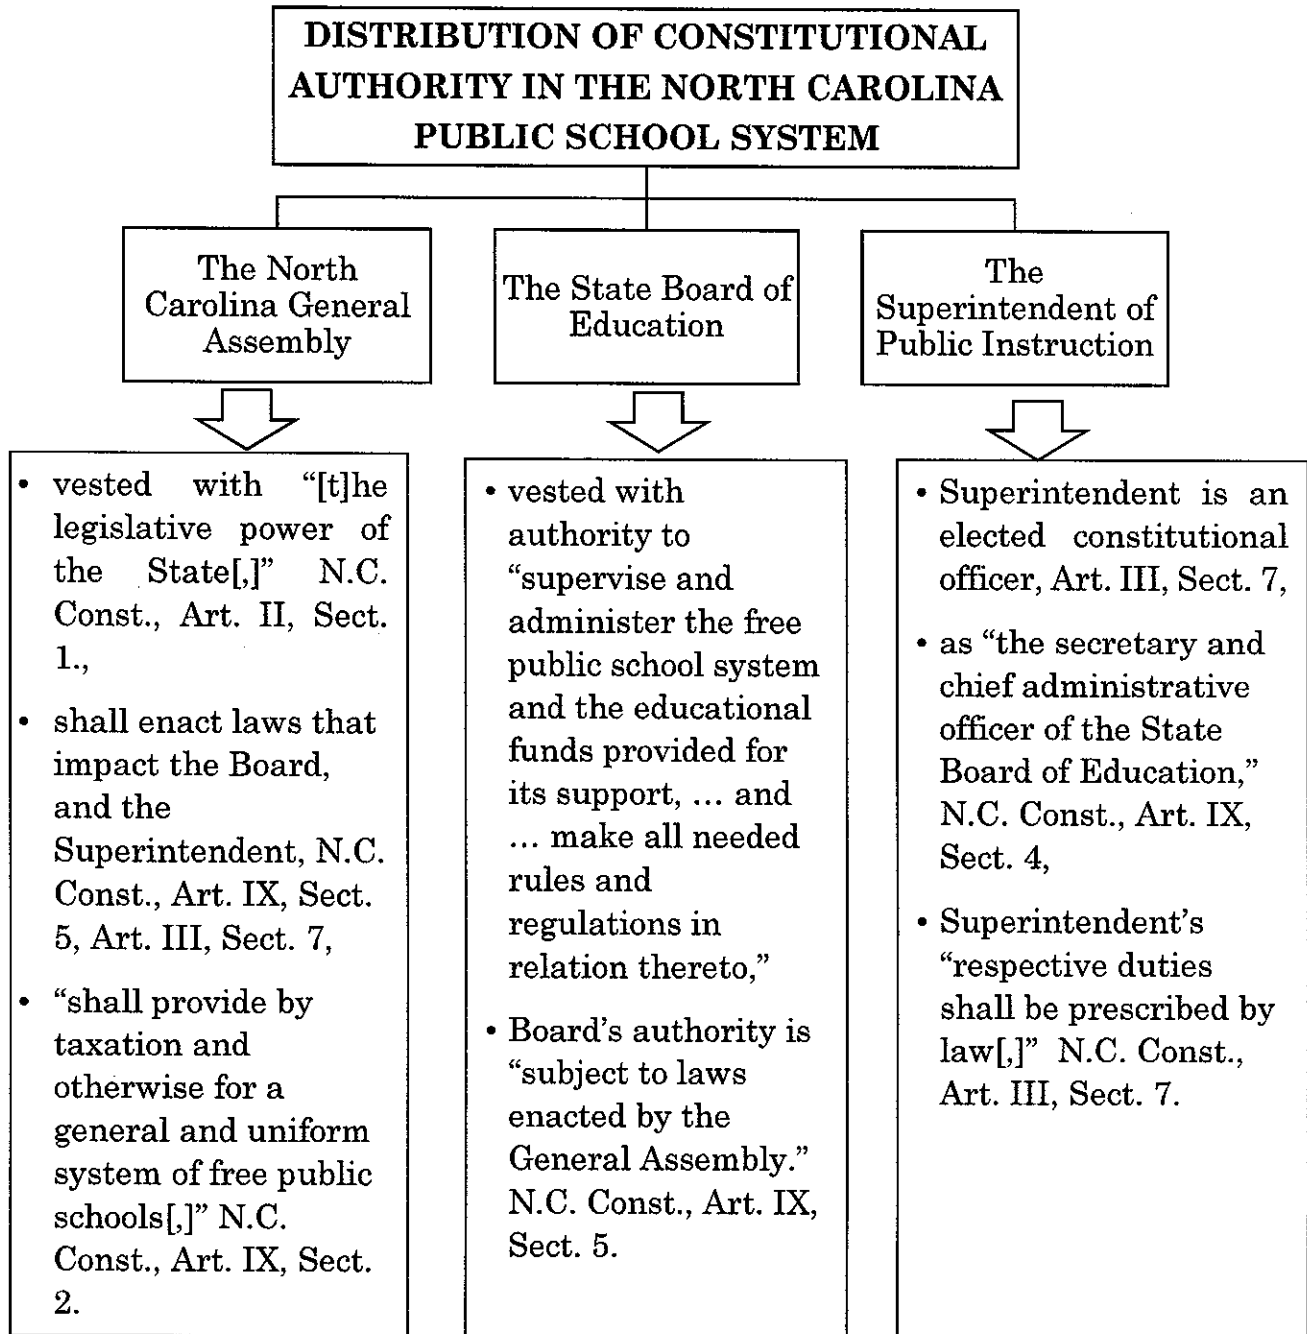 DISTRIBUTION OF CONSTITUTIONAL
AUTHORITY IN THE NORTH CAROLINA
PUBLIC SCHOOL SYSTEM
The North
Carolina General
Assembly
The State Board of
Education
The
Superintendent of
Public Instruction
• vested with “[t]he
legislative power of
the State[,]” N.C.
Const., Art. II, Sect.
1.,
• shall enact laws that
impact the Board,
and the
Superintendent, N.C.
Const., Art. IX, Sect.
5, Art. III, Sect. 7,
• “shall provide by
taxation and
otherwise for a
general and uniform
system of free public
schools[,]” N.C.
Const., Art. IX, Sect.
2.
• vested with
authority to
“supervise and
administer the free
public school system
and the educational
funds provided for
its support, ... and
... make all needed
rules and
regulations in
relation thereto,”
• Board’s authority is
“subject to laws
enacted by the
General Assembly.”
N.C. Const., Art. IX,
Sect. 5.
• Superintendent is an
elected constitutional
officer, Art. III, Sect. 7,
• as “the secretary and
chief administrative
officer of the State
Board of Education,”
N.C. Const., Art. IX,
Sect. 4,
• Superintendent’s
“respective duties
shall be prescribed by
law[,]” N.C. Const.,
Art. III, Sect. 7.